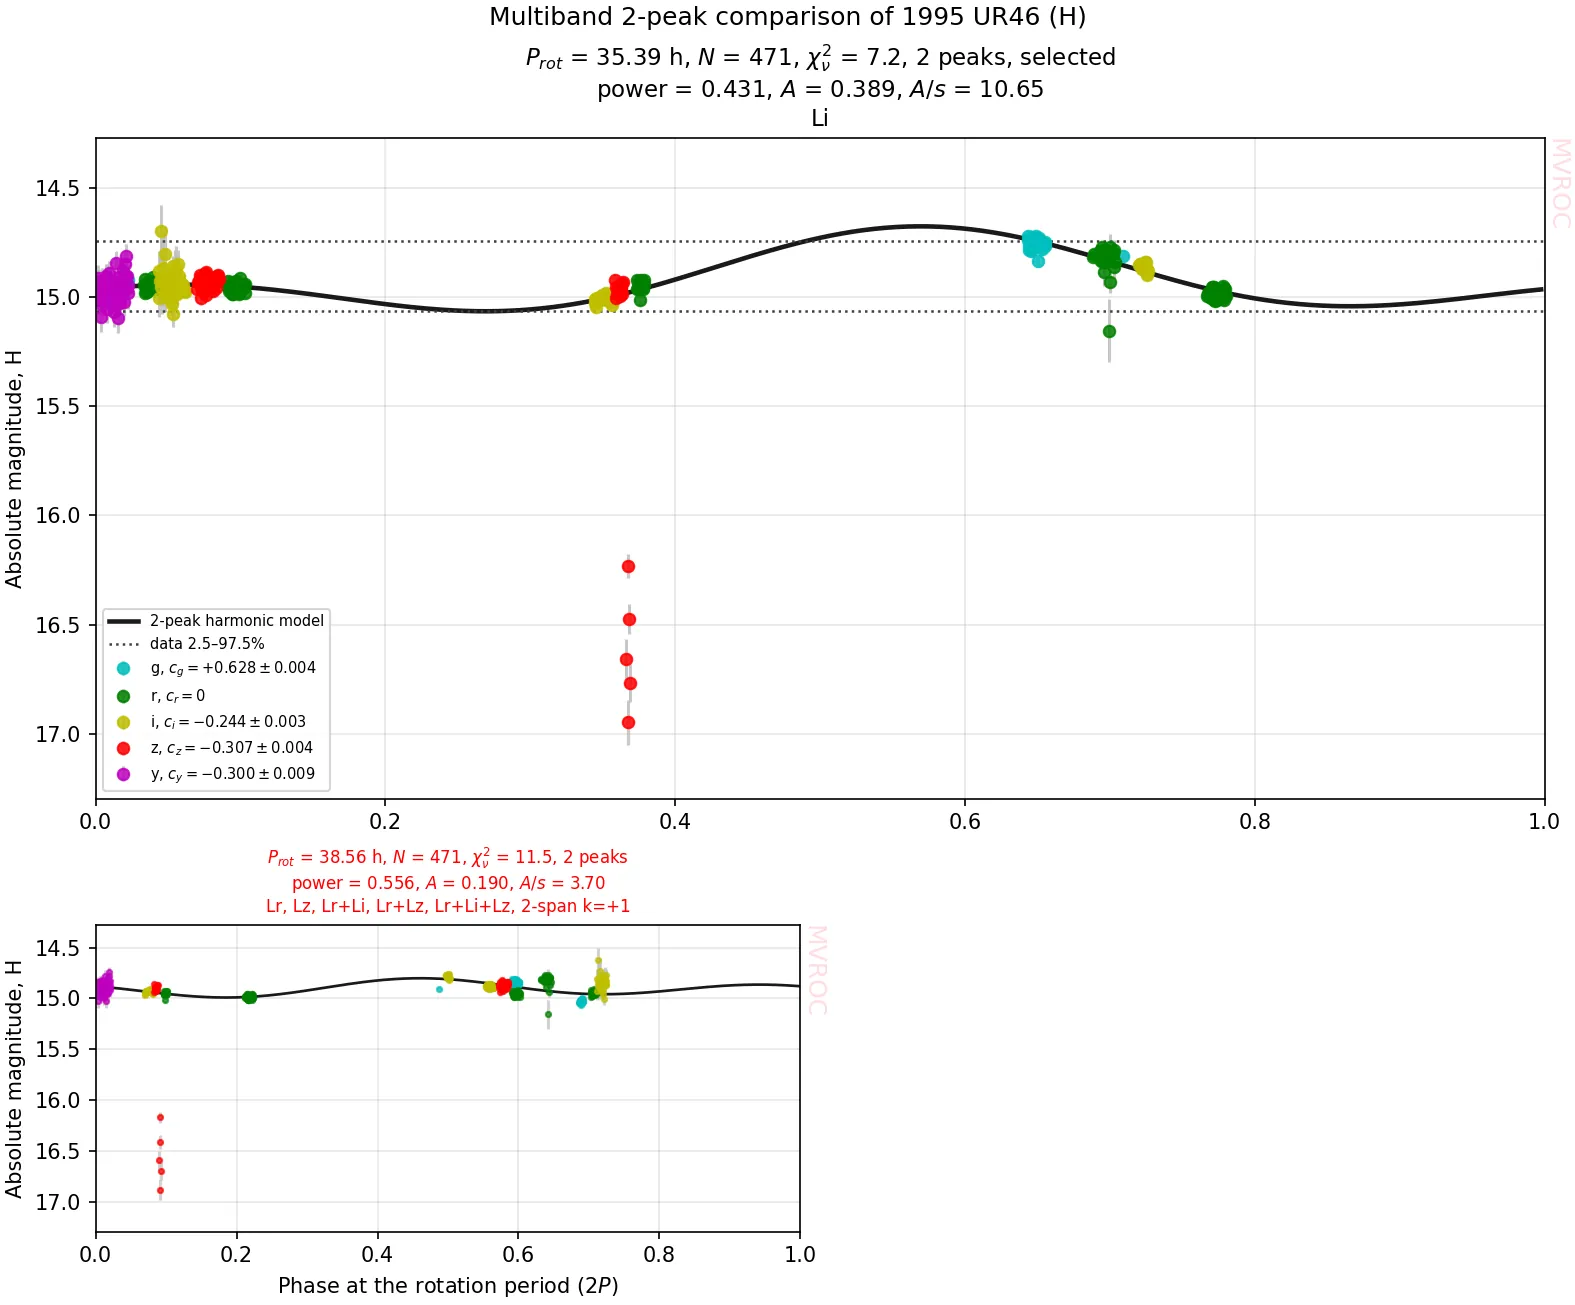 Multiband 2-peak comparison of 1995 UR46 (H)
P_rot = 35.39 h, N = 471, χ²_ν = 7.2, 2 peaks, selected
power = 0.431, A = 0.389, A/s = 10.65
Li
MVROC
Absolute magnitude, H
14.5
15.0
15.5
16.0
16.5
17.0
2-peak harmonic model
data 2.5–97.5%
g, c_g = +0.628 ± 0.004
r, c_r = 0
i, c_i = −0.244 ± 0.003
z, c_z = −0.307 ± 0.004
y, c_y = −0.300 ± 0.009
0.0 0.2 0.4 0.6 0.8 1.0
P_rot = 38.56 h, N = 471, χ²_ν = 11.5, 2 peaks
power = 0.556, A = 0.190, A/s = 3.70
Lr, Lz, Lr+Li, Lr+Lz, Lr+Li+Lz, 2-span k=+1
MVROC
Absolute magnitude, H
14.5
15.0
15.5
16.0
16.5
17.0
0.0 0.2 0.4 0.6 0.8 1.0
Phase at the rotation period (2P)